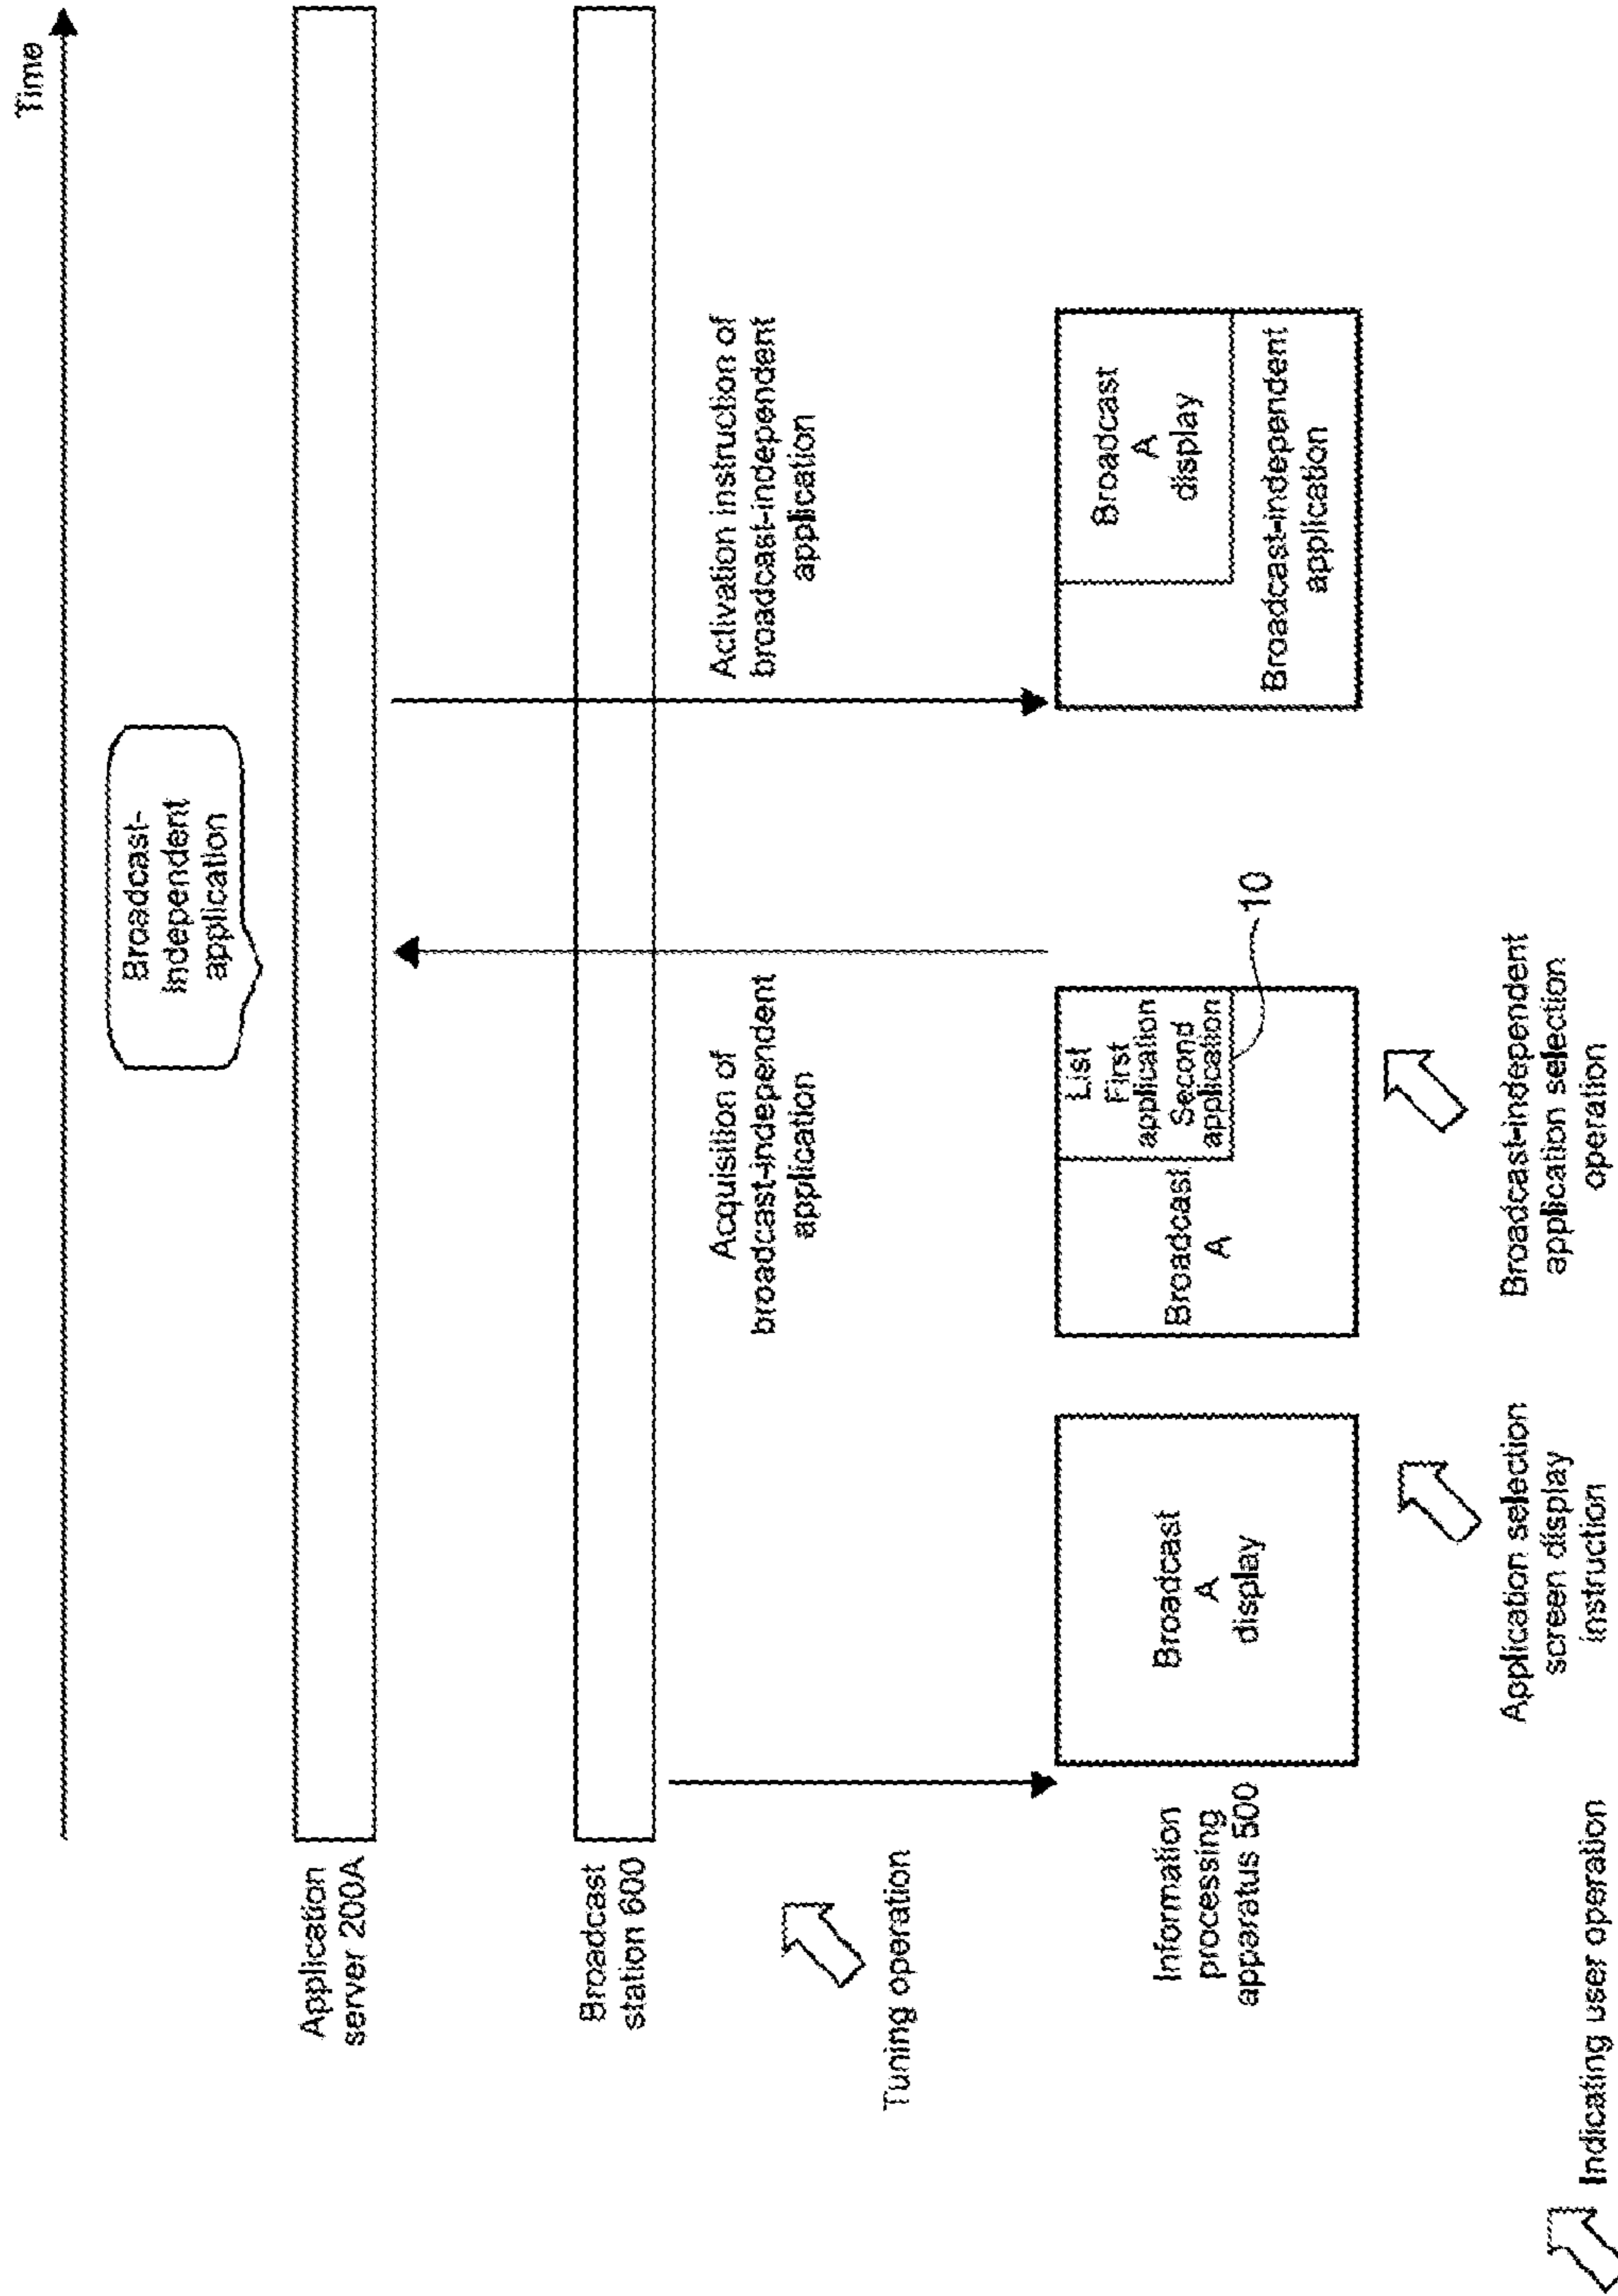 Time
Broadcast-
independent
application
Application
server 200A
Broadcast
station 600
Tuning operation
Acquisition of
broadcast-independent
application
Activation instruction of
broadcast-independent
application
Information
processing
apparatus 500
Broadcast
A
display
Broadcast
A
List
First
application
Second
application
10
Broadcast
A
display
Broadcast-independent
application
Application selection
screen display
instruction
Broadcast-independent
application selection
operation
Indicating user operation